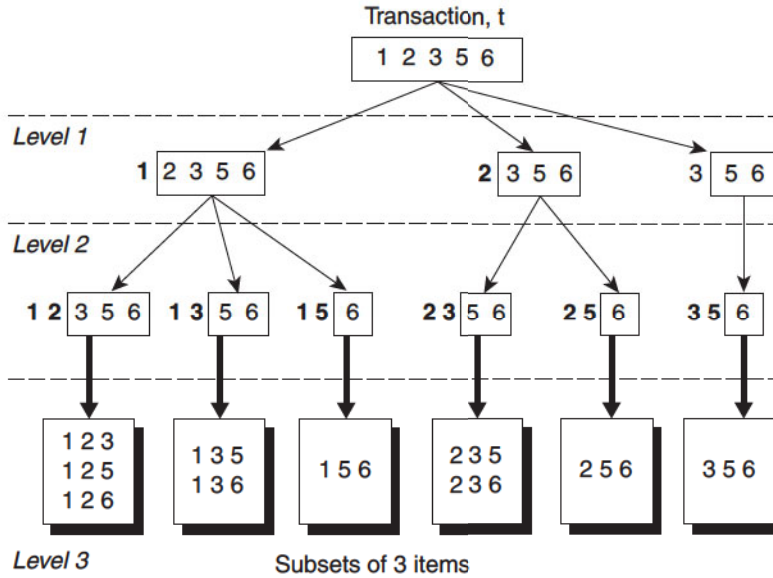 Transaction, t
1 2 3 5 6
Level 1
1 2 3 5 6
2 3 5 6
3 5 6
Level 2
1 2 3 5 6
1 3 5 6
1 5 6
2 3 5 6
2 5 6
3 5 6
1 2 3
1 2 5
1 2 6
1 3 5
1 3 6
1 5 6
2 3 5
2 3 6
2 5 6
3 5 6
Level 3
Subsets of 3 items